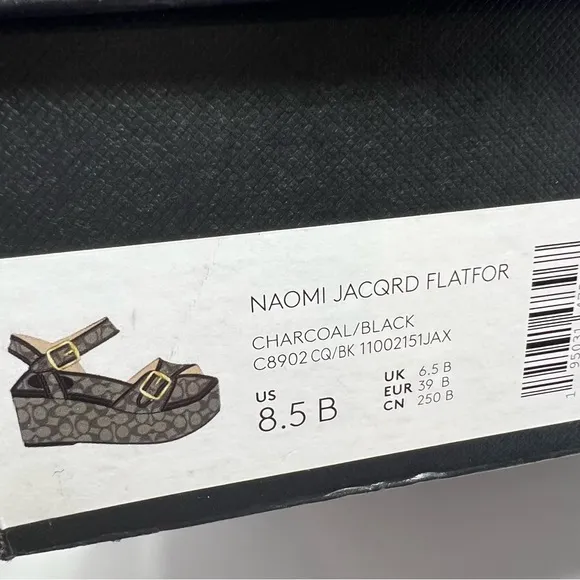 NAOMI JACQRD FLATFOR
CHARCOAL/BLACK
C8902 CQ/BK 11002151JAX
US
8.5 B
UK 6.5 B
EUR 39 B
CN 250 B